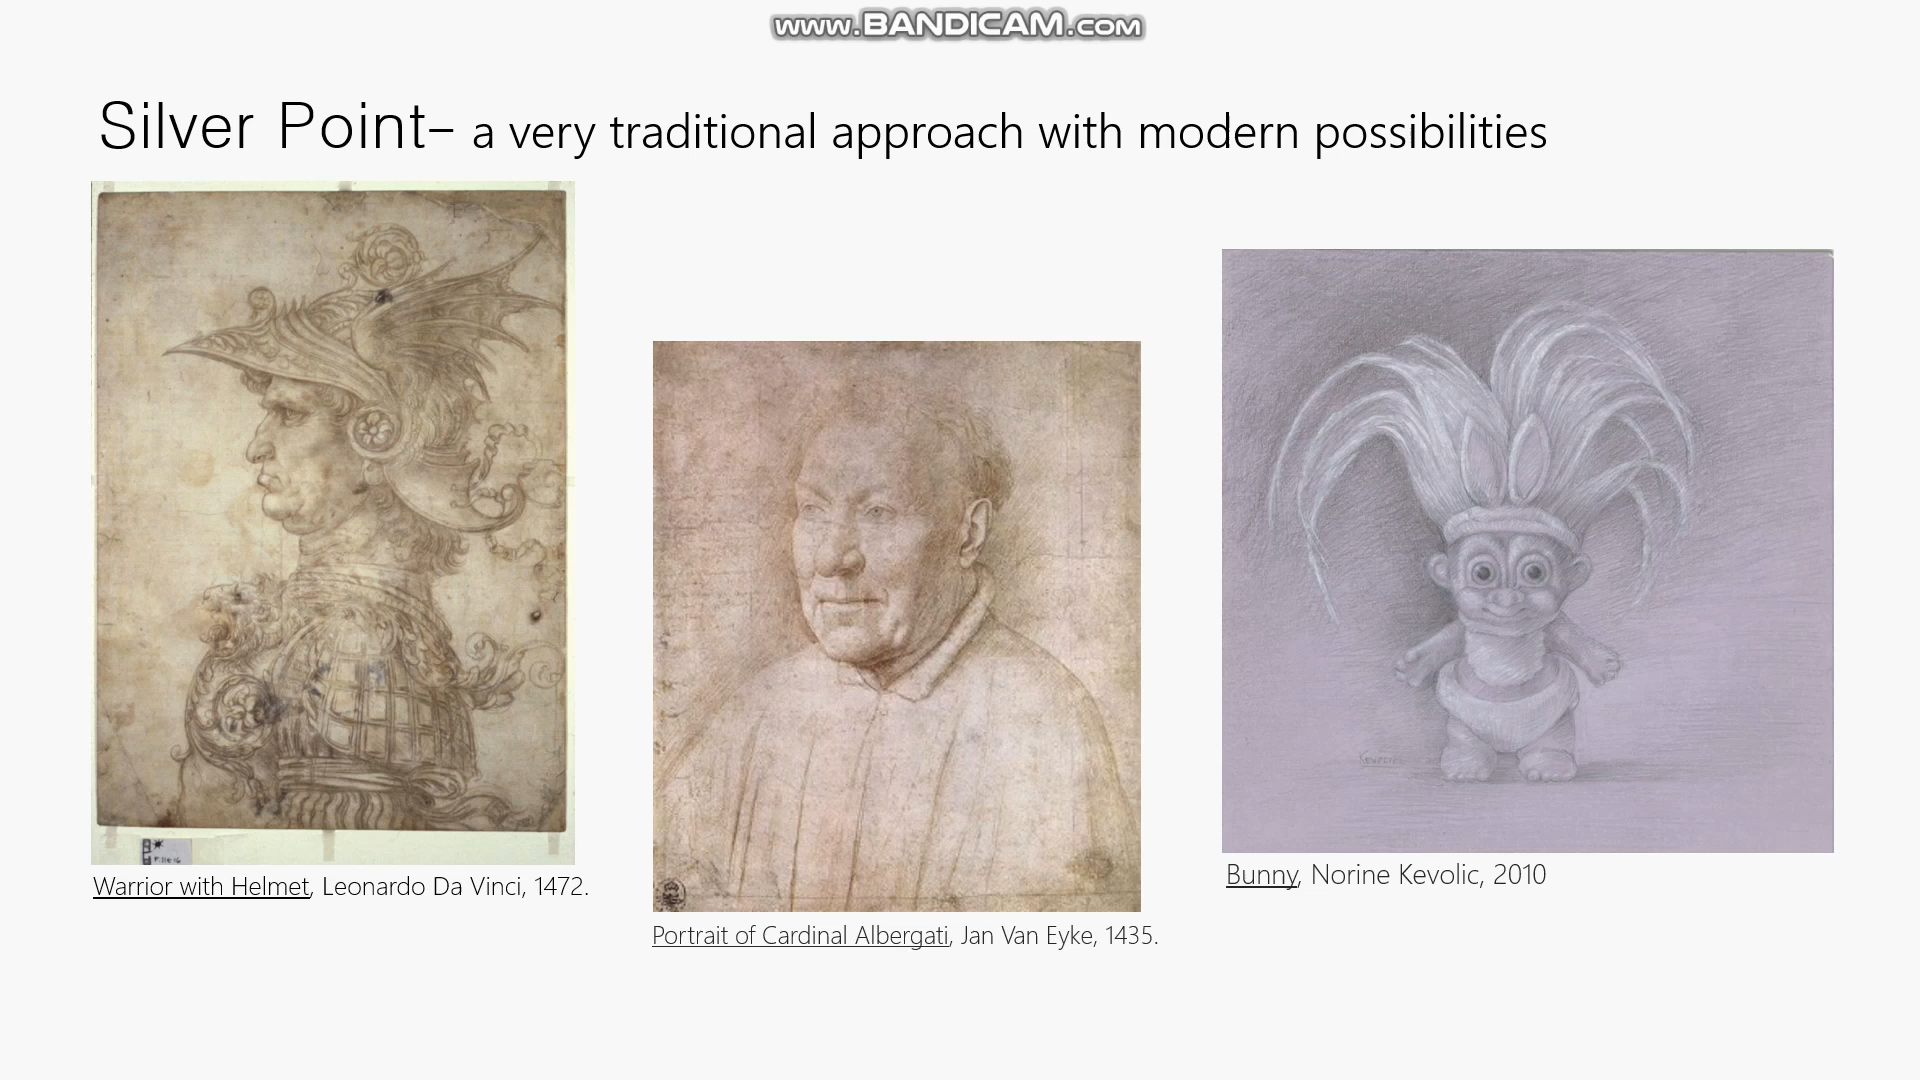 www.BANDICAM.com
Silver Point– a very traditional approach with modern possibilities
Warrior with Helmet, Leonardo Da Vinci, 1472.
Portrait of Cardinal Albergati, Jan Van Eyke, 1435.
Bunny, Norine Kevolic, 2010